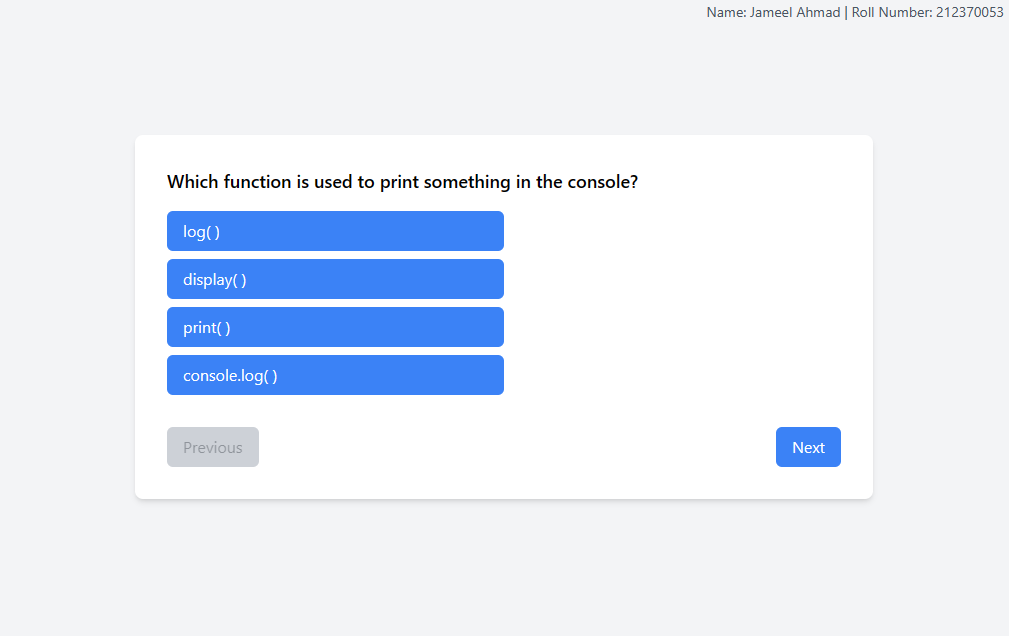 Name: Jameel Ahmad | Roll Number: 212370053
Which function is used to print something in the console?
log( )
display( )
print( )
console.log( )
Previous
Next